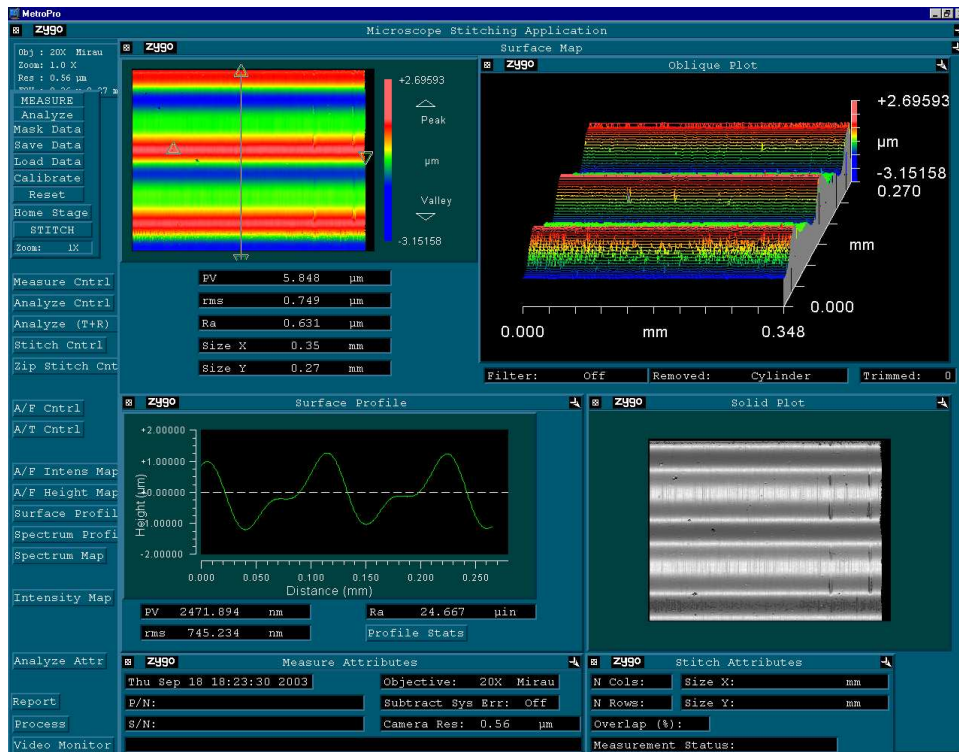 MetroPro
zygo Microscope Stitching Application
Obj : 20X Mirau
Zoom: 1.0 X
Res : 0.56 µm
MEASURE
Analyze
Mask Data
Save Data
Load Data
Calibrate
Reset
Home Stage
STITCH
Zoom: 1X
Measure Cntrl
Analyze Cntrl
Analyze (T+R)
Stitch Cntrl
Zip Stitch Cnt
A/F Cntrl
A/T Cntrl
A/F Intens Map
A/F Height Map
Surface Profil
Spectrum Profi
Spectrum Map
Intensity Map
Analyze Attr
Report
Process
Video Monitor
zygo Surface Map
+2.69593
Peak
µm
Valley
-3.15158
PV 5.848 µm
rms 0.749 µm
Ra 0.631 µm
Size X 0.35 mm
Size Y 0.27 mm
zygo Oblique Plot
+2.69593
µm
-3.15158
0.270
mm
0.000
0.000 mm 0.348
Filter: Off Removed: Cylinder Trimmed: 0
zygo Surface Profile
+2.00000
+1.00000
+0.00000
-1.00000
-2.00000
Height (µm)
0.000 0.050 0.100 0.150 0.200 0.250
Distance (mm)
PV 2471.894 nm Ra 24.667 µin
rms 745.234 nm Profile Stats
zygo Solid Plot
zygo Measure Attributes
Thu Sep 18 18:23:30 2003 Objective: 20X Mirau
P/N: Subtract Sys Err: Off
S/N: Camera Res: 0.56 µm
zygo Stitch Attributes
N Cols: Size X: mm
N Rows: Size Y: mm
Overlap (%):
Measurement Status: